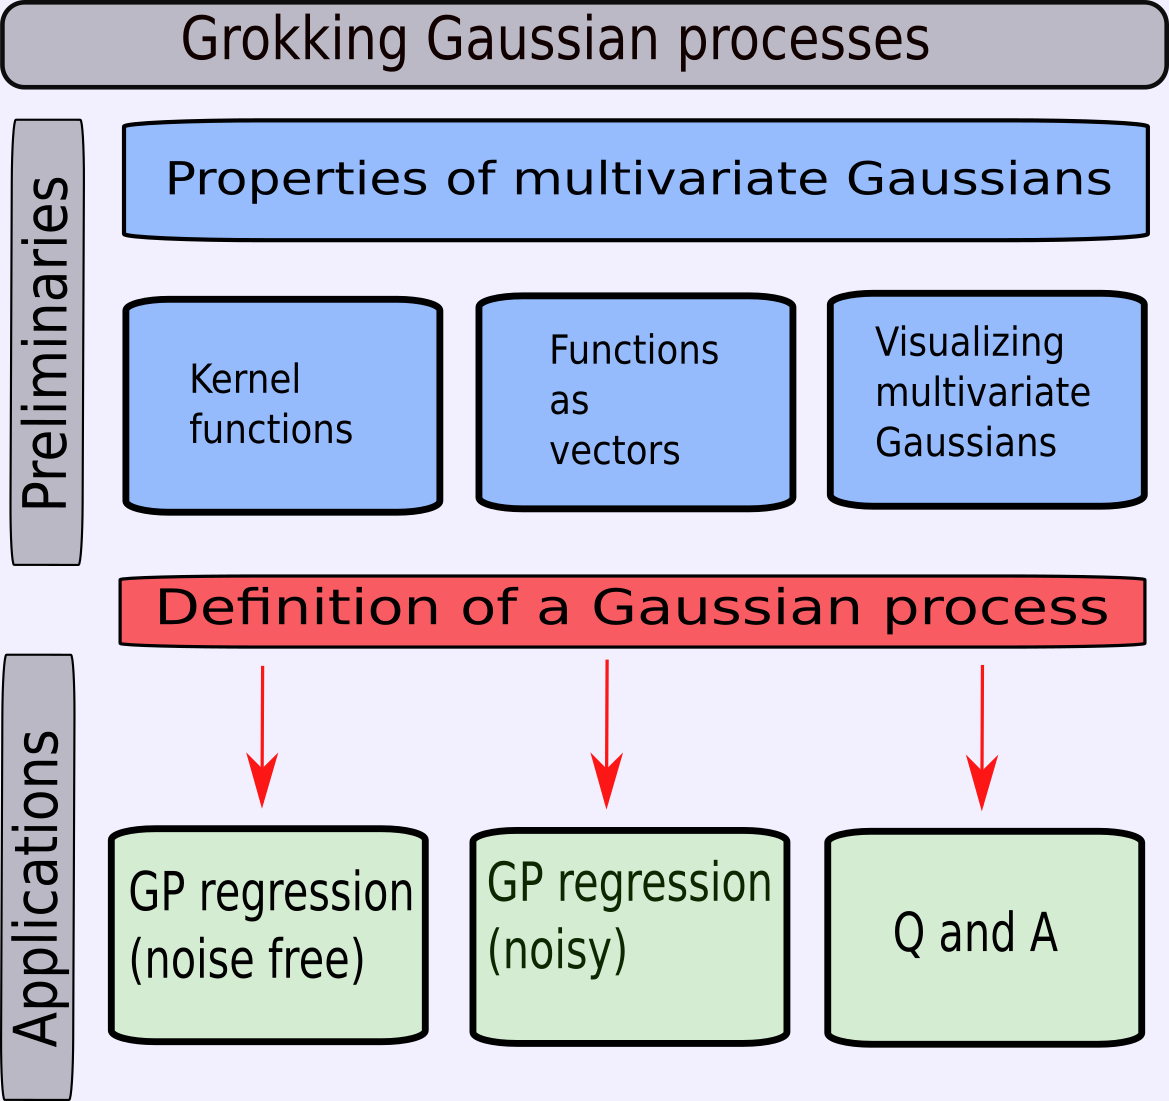 Grokking Gaussian processes
Preliminaries
Properties of multivariate Gaussians
Kernel
functions
Functions
as
vectors
Visualizing
multivariate
Gaussians
Definition of a Gaussian process
Applications
GP regression
(noise free)
GP regression
(noisy)
Q and A